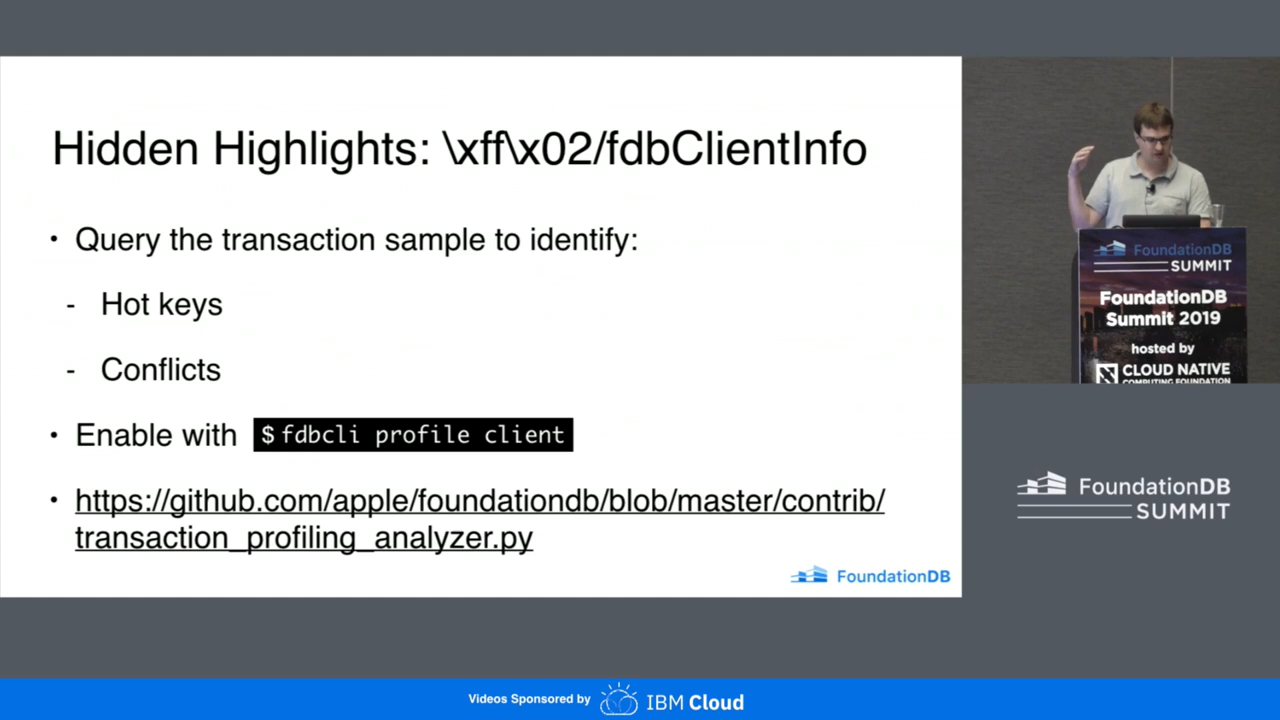 Hidden Highlights: \xff\x02/fdbClientInfo
• Query the transaction sample to identify:
- Hot keys
- Conflicts
• Enable with $ fdbcli profile client
• https://github.com/apple/foundationdb/blob/master/contrib/
transaction_profiling_analyzer.py
FoundationDB
FoundationDB
SUMMIT
FoundationDB
Summit 2019
hosted by
CLOUD NATIVE
COMPUTING FOUNDATION
FoundationDB
SUMMIT
Videos Sponsored by IBM Cloud